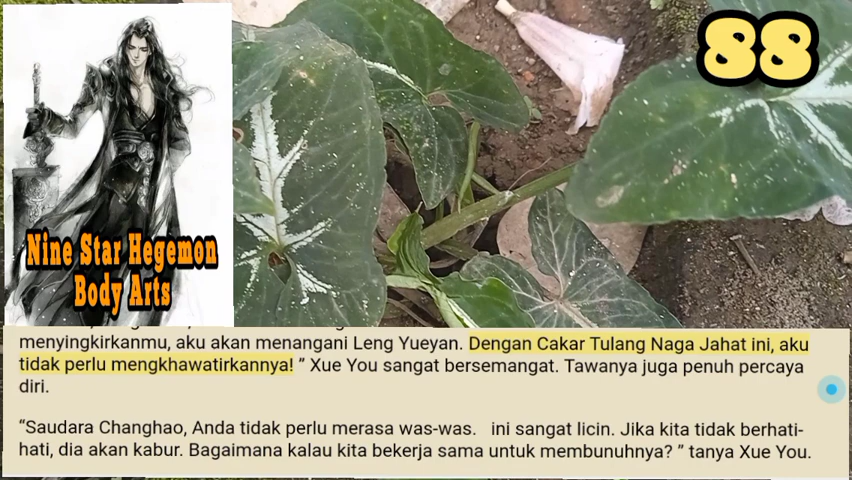 88
Nine Star Hegemon
Body Arts
menyingkirkanmu, aku akan menangani Leng Yueyan. Dengan Cakar Tulang Naga Jahat ini, aku
tidak perlu mengkhawatirkannya! ” Xue You sangat bersemangat. Tawanya juga penuh percaya
diri.
“Saudara Changhao, Anda tidak perlu merasa was-was. ini sangat licin. Jika kita tidak berhati-
hati, dia akan kabur. Bagaimana kalau kita bekerja sama untuk membunuhnya? ” tanya Xue You.